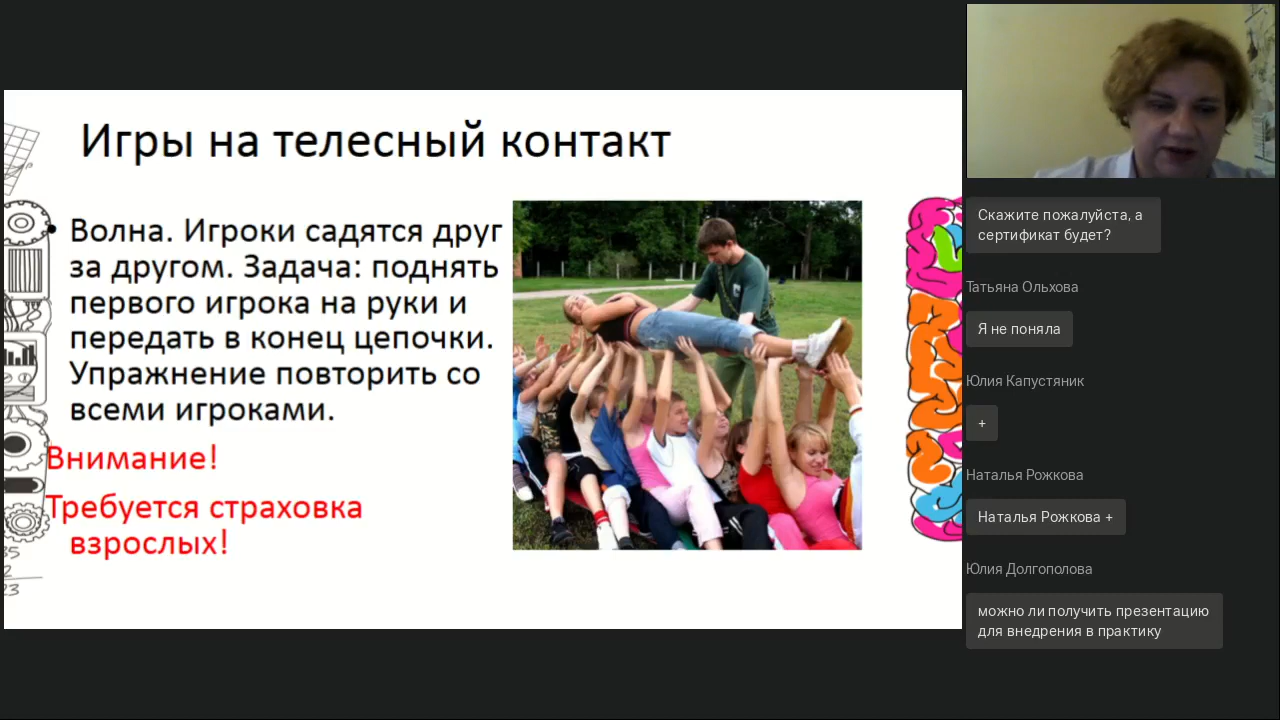 Игры на телесный контакт
• Волна. Игроки садятся друг
за другом. Задача: поднять
первого игрока на руки и
передать в конец цепочки.
Упражнение повторить со
всеми игроками.
Внимание!
Требуется страховка
взрослых!
Скажите пожалуйста, а
сертификат будет?
Татьяна Ольхова
Я не поняла
Юлия Капустяник
+
Наталья Рожкова
Наталья Рожкова +
Юлия Долгополова
можно ли получить презентацию
для внедрения в практику